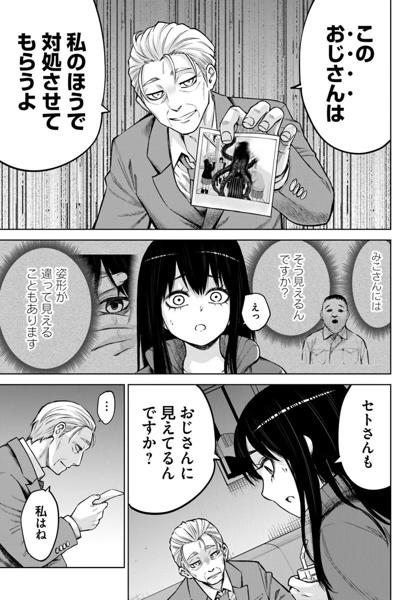 この
おじさんは
私のほうで
対処させて
もらうよ
みこさんには
そう見えるん
ですか？
えっ
姿形が
違って見える
こともあります
セトさんも
おじさんに
見えてるん
ですか？
…
私はね